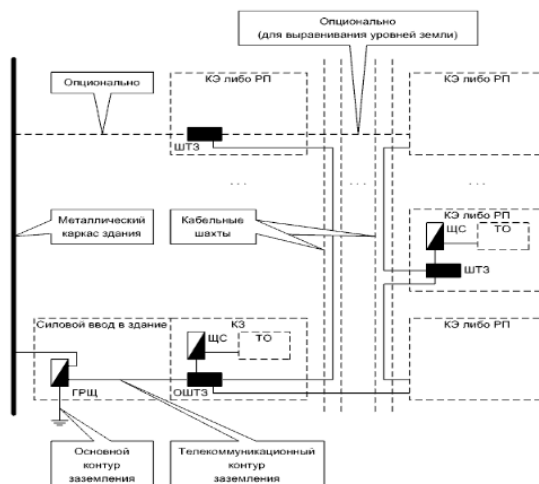 Опционально
(для выравнивания уровней земли)
Опционально
КЭ либо РП
КЭ либо РП
ШТЗ
...
...
...
Металлический
каркас здания
Кабельные
шахты
КЭ либо РП
ЩС
ТО
ШТЗ
Силовой ввод в здание
КЗ
КЭ либо РП
ЩС
ТО
ГРЩ
ОШТЗ
Основной
контур
заземления
Телекоммуникационный
контур
заземления